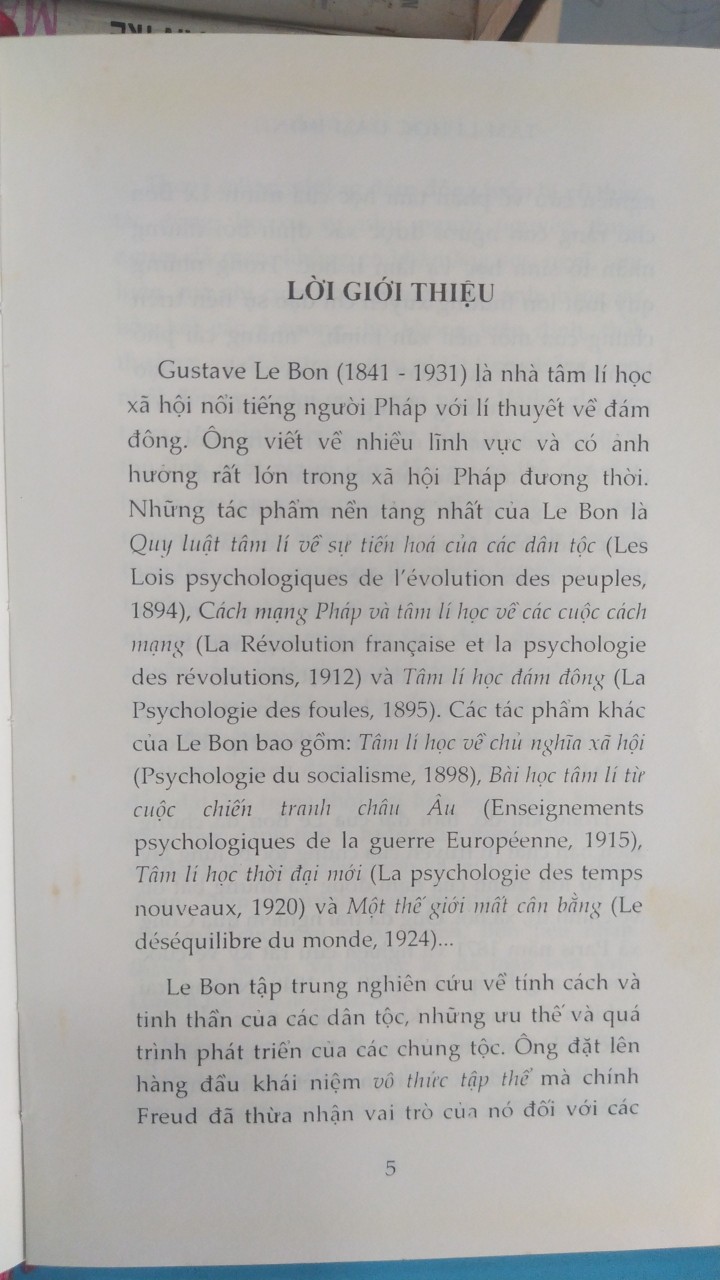 LỜI GIỚI THIỆU
Gustave Le Bon (1841 - 1931) là nhà tâm lí học
xã hội nổi tiếng người Pháp với lí thuyết về đám
đông. Ông viết về nhiều lĩnh vực và có ảnh
hưởng rất lớn trong xã hội Pháp đương thời.
Những tác phẩm nền tảng nhất của Le Bon là
Quy luật tâm lí về sự tiến hoá của các dân tộc (Les
Lois psychologiques de l'évolution des peuples,
1894), Cách mạng Pháp và tâm lí học về các cuộc cách
mạng (La Révolution française et la psychologie
des révolutions, 1912) và Tâm lí học đám đông (La
Psychologie des foules, 1895). Các tác phẩm khác
của Le Bon bao gồm: Tâm lí học về chủ nghĩa xã hội
(Psychologie du socialisme, 1898), Bài học tâm lí từ
cuộc chiến tranh châu Âu (Enseignements
psychologiques de la guerre Européenne, 1915),
Tâm lí học thời đại mới (La psychologie des temps
nouveaux, 1920) và Một thế giới mất cân bằng (Le
déséquilibre du monde, 1924)...
Le Bon tập trung nghiên cứu về tính cách và
tinh thần của các dân tộc, những ưu thế và quá
trình phát triển của các chủng tộc. Ông đặt lên
hàng đầu khái niệm vô thức tập thể mà chính
Freud đã thừa nhận vai trò của nó đối với các
5